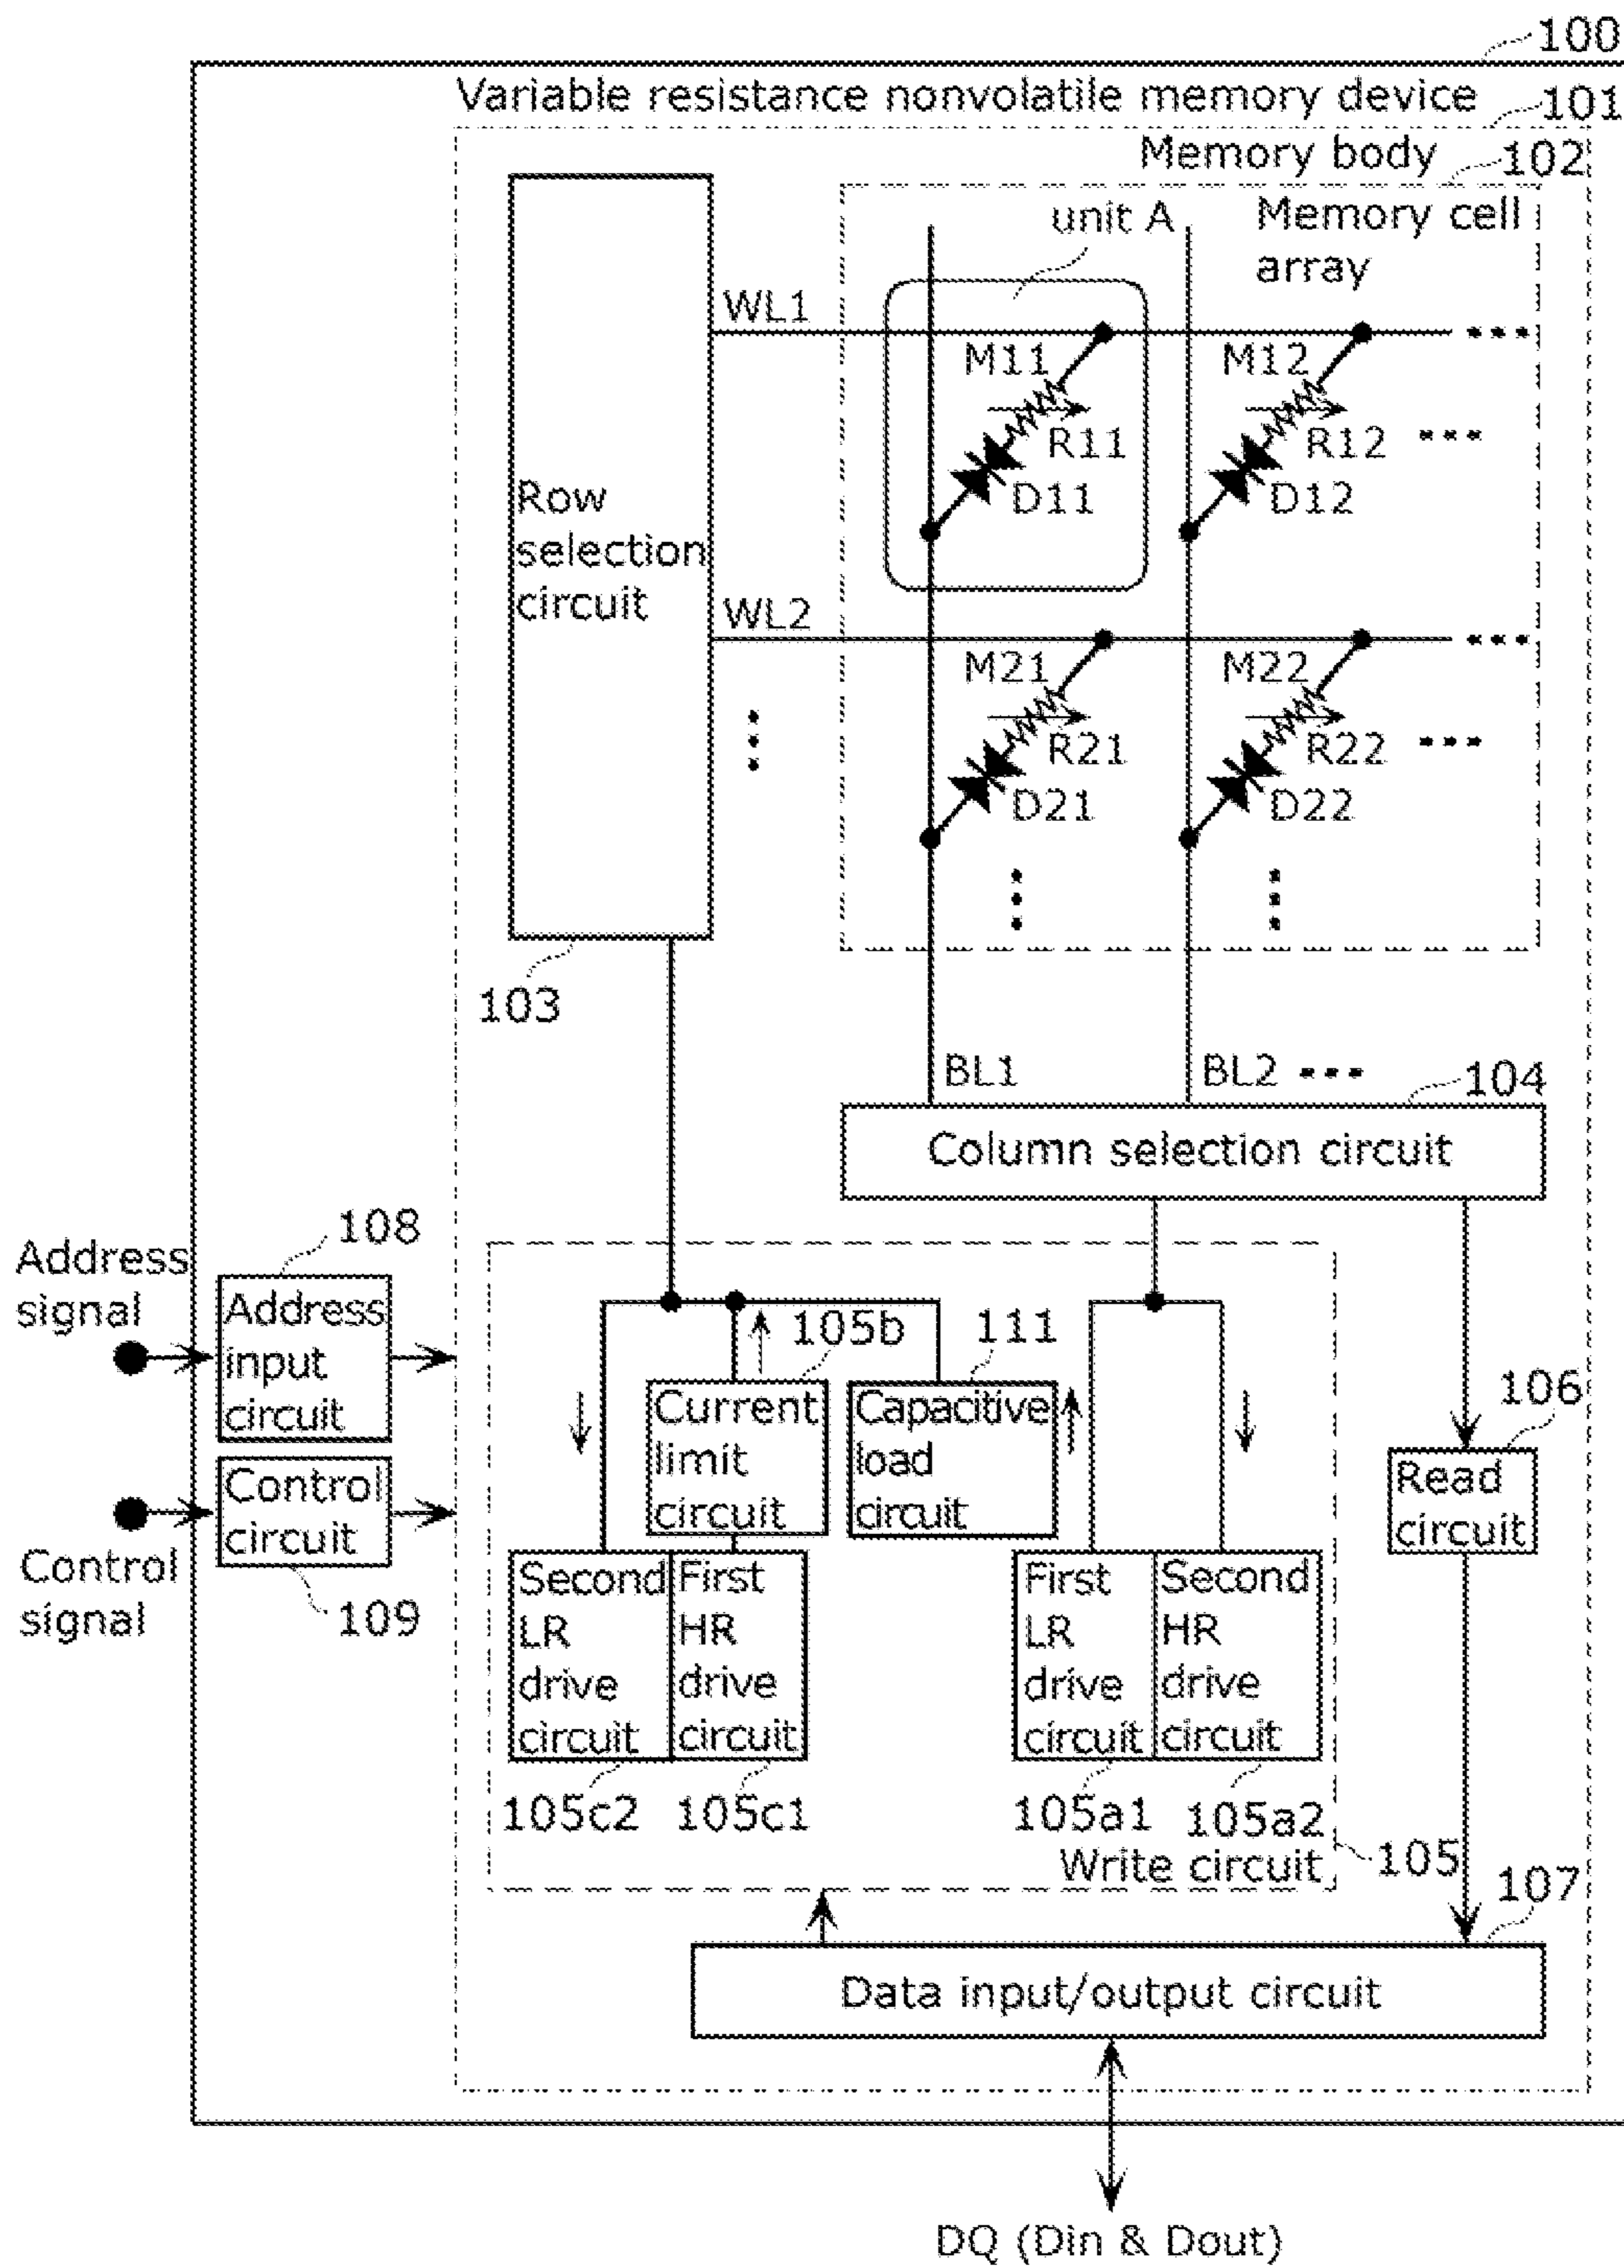 100
Variable resistance nonvolatile memory device
101
Memory body
102
unit A
Memory cell
array
WL1
M11
M12
R11
R12
D11
D12
Row
selection
circuit
WL2
M21
M22
R21
R22
D21
D22
103
BL1
BL2
104
Column selection circuit
108
Address
signal
Address
input
circuit
105b
111
106
Current
limit
circuit
Capacitive
load
circuit
Read
circuit
Control
circuit
Control
signal
109
Second
LR
drive
circuit
First
HR
drive
circuit
First
LR
drive
circuit
Second
HR
drive
circuit
105c2
105c1
105a1
105a2
Write circuit
105
107
Data input/output circuit
DQ (Din & Dout)